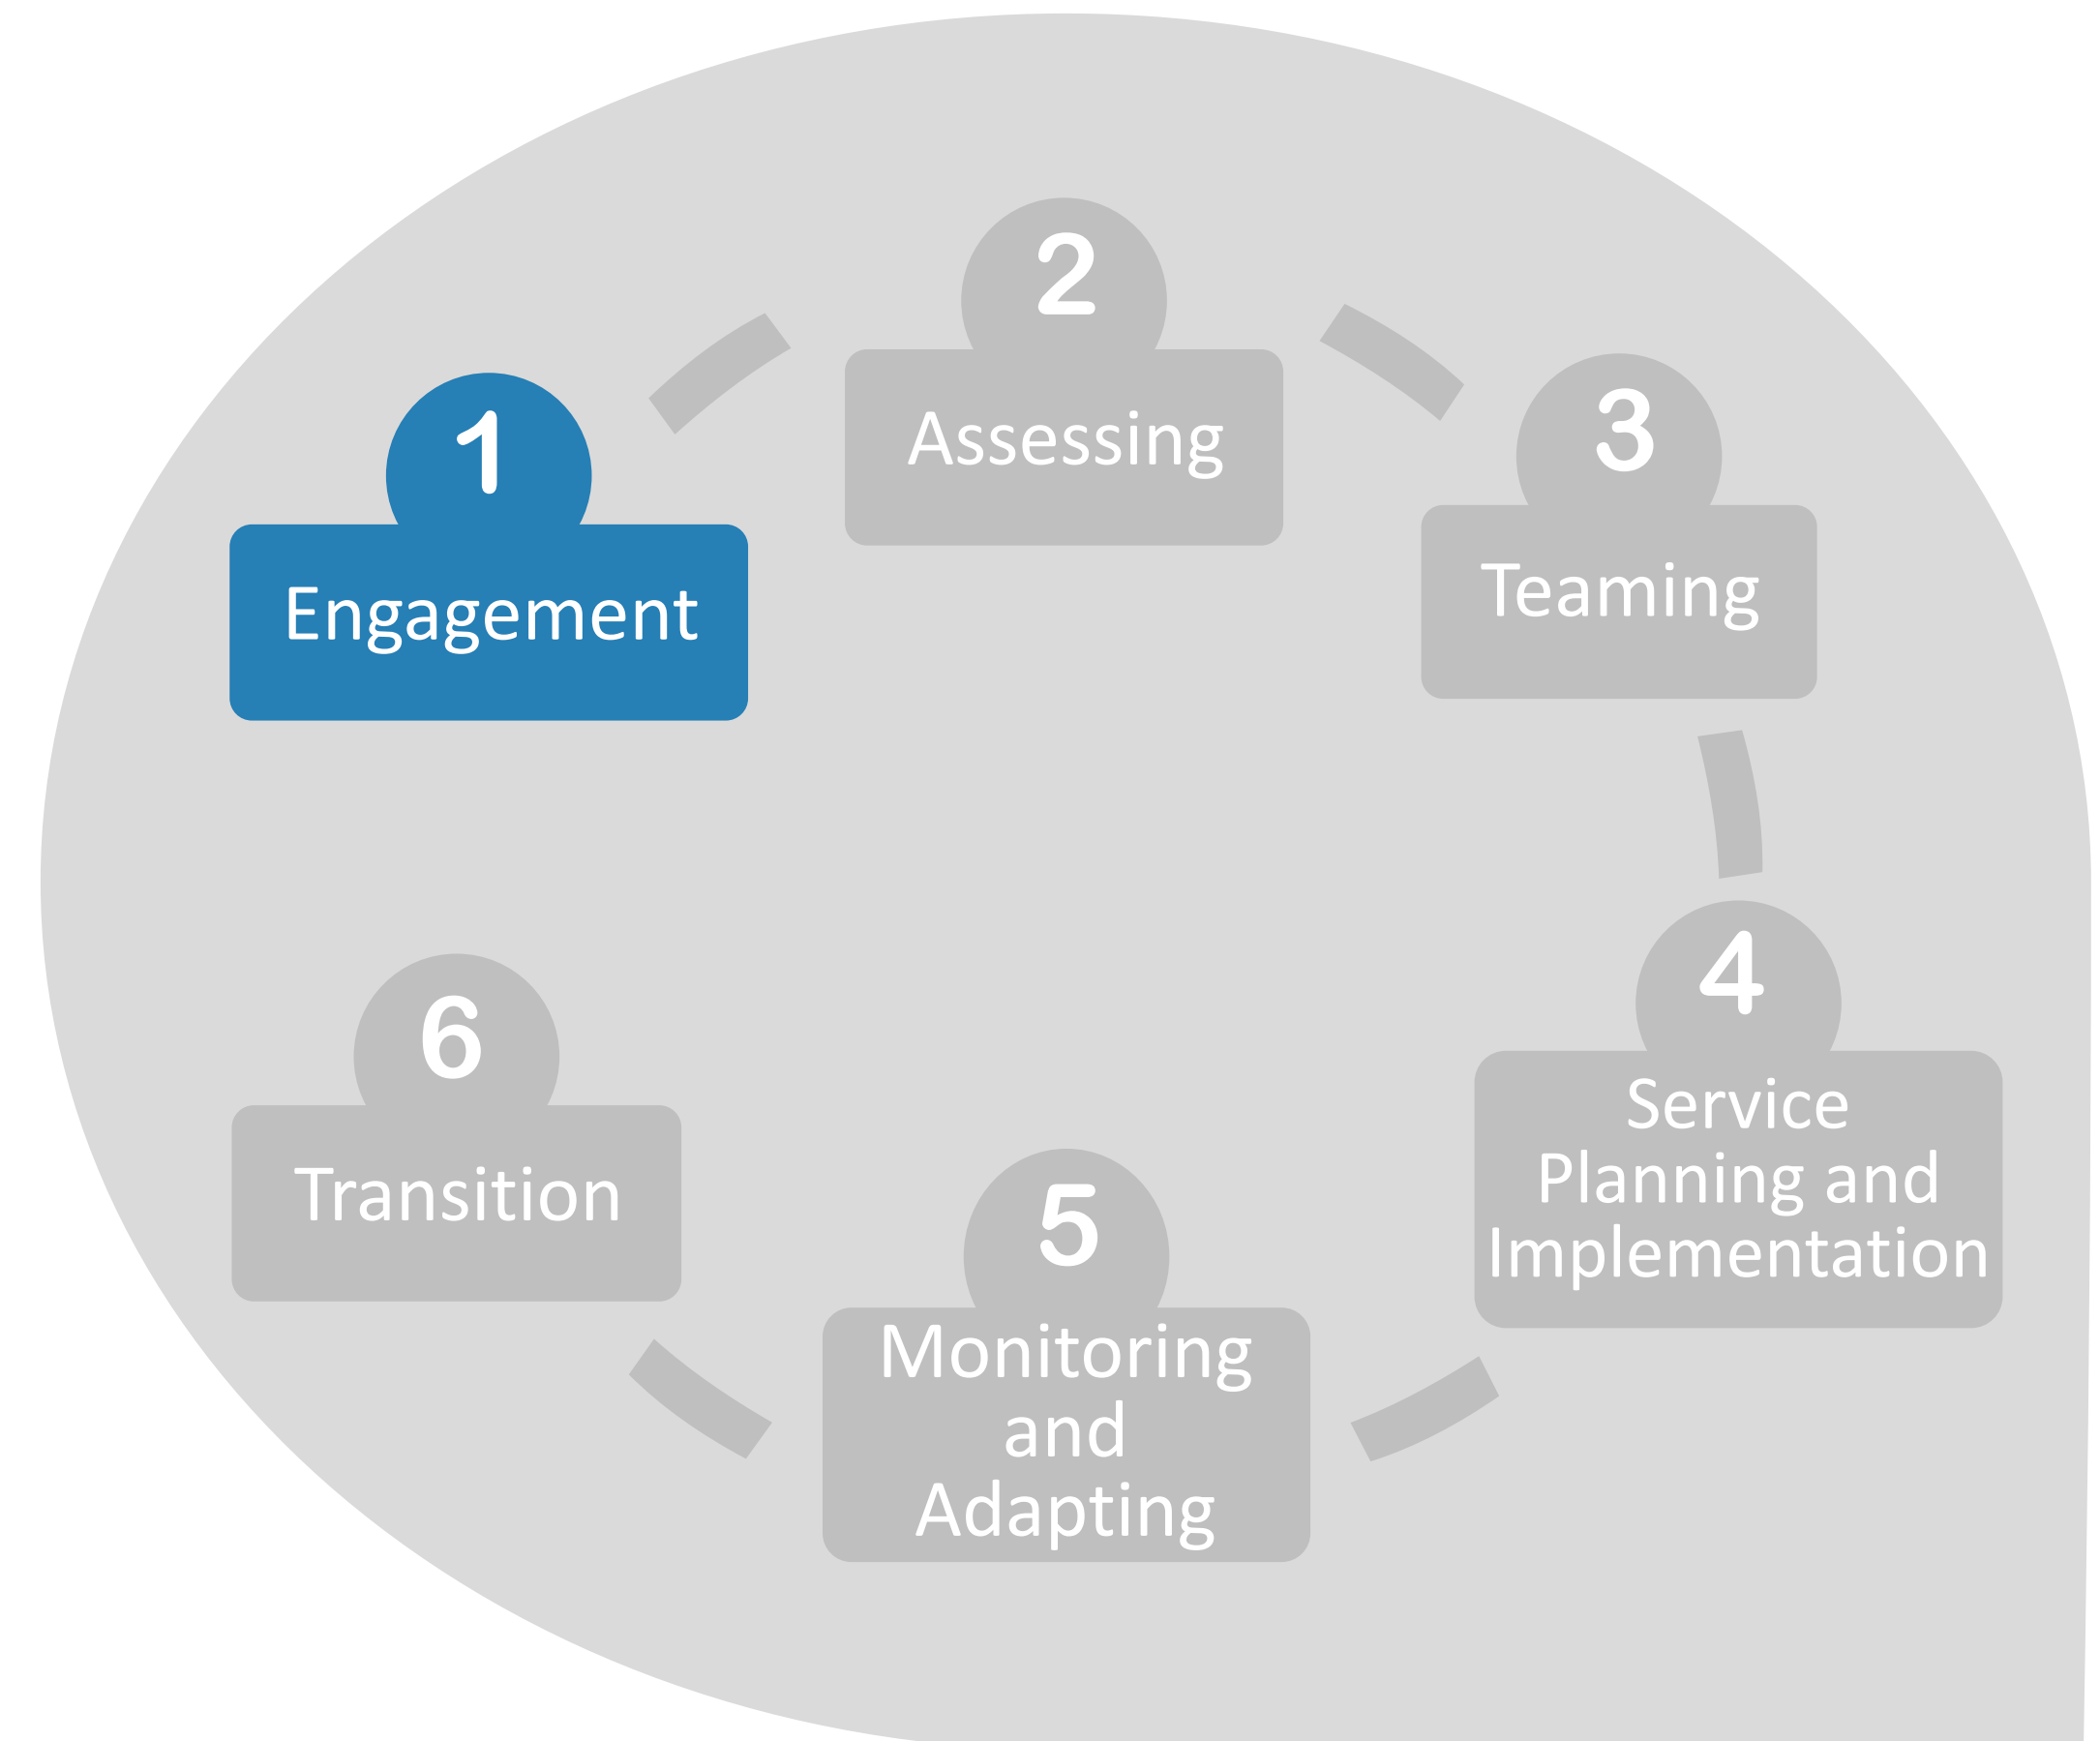 1
Engagement
2
Assessing
3
Teaming
4
Service
Planning and
Implementation
5
Monitoring
and
Adapting
6
Transition